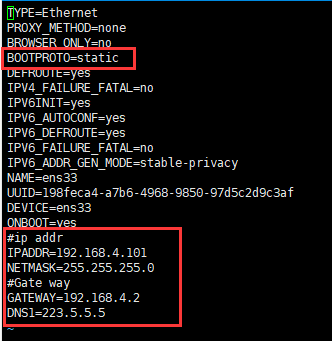 TYPE=Ethernet
PROXY_METHOD=none
BROWSER_ONLY=no
BOOTPROTO=static
DEFROUTE=yes
IPV4_FAILURE_FATAL=no
IPV6INIT=yes
IPV6_AUTOCONF=yes
IPV6_DEFROUTE=yes
IPV6_FAILURE_FATAL=no
IPV6_ADDR_GEN_MODE=stable-privacy
NAME=ens33
UUID=198feca4-a7b6-4968-9850-97d5c2d9c3af
DEVICE=ens33
ONBOOT=yes
#ip addr
IPADDR=192.168.4.101
NETMASK=255.255.255.0
#Gate way
GATEWAY=192.168.4.2
DNS1=223.5.5.5
~